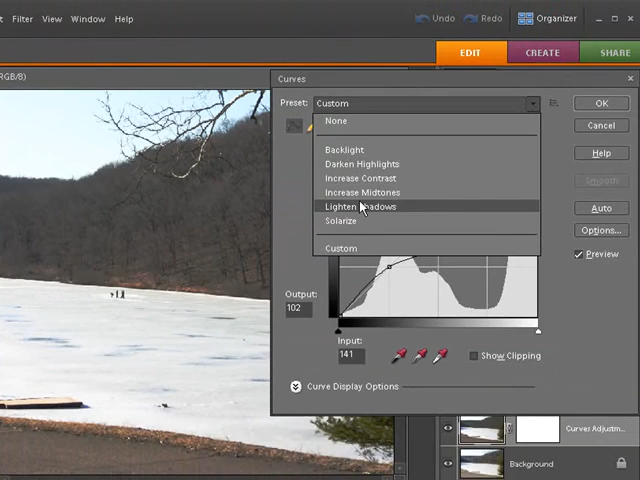 Filter View Window Help Undo Redo Organizer
EDIT CREATE SHARE
RGB/8)
Curves
Preset: Custom OK
None
Cancel
Backlight Help
Darken Highlights
Increase Contrast Smooth
Increase Midtones
Lighten Shadows Auto
Solarize
Options...
Custom Preview
Output:
102
Input:
141 Show Clipping
Curve Display Options
Curves Adjustm...
Background